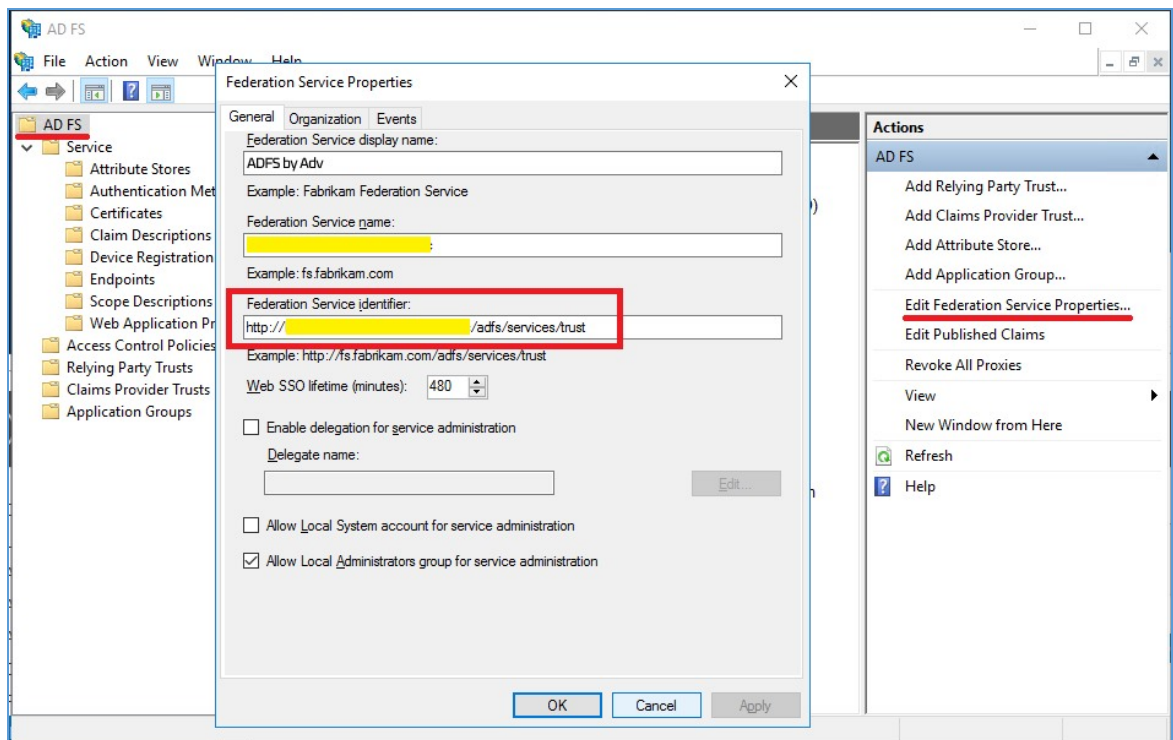 AD FS
File Action View Window Help
AD FS
Service
Attribute Stores
Authentication Met
Certificates
Claim Descriptions
Device Registration
Endpoints
Scope Descriptions
Web Application Pr
Access Control Policies
Relying Party Trusts
Claims Provider Trusts
Application Groups
Federation Service Properties
General Organization Events
Federation Service display name:
ADFS by Adv
Example: Fabrikam Federation Service
Federation Service name:
Example: fs.fabrikam.com
Federation Service identifier:
http:// /adfs/services/trust
Example: http://fs.fabrikam.com/adfs/services/trust
Web SSO lifetime (minutes): 480
Enable delegation for service administration
Delegate name:
Edit...
Allow Local System account for service administration
Allow Local Administrators group for service administration
OK Cancel Apply
Actions
AD FS
Add Relying Party Trust...
Add Claims Provider Trust...
Add Attribute Store...
Add Application Group...
Edit Federation Service Properties...
Edit Published Claims
Revoke All Proxies
View
New Window from Here
Refresh
Help